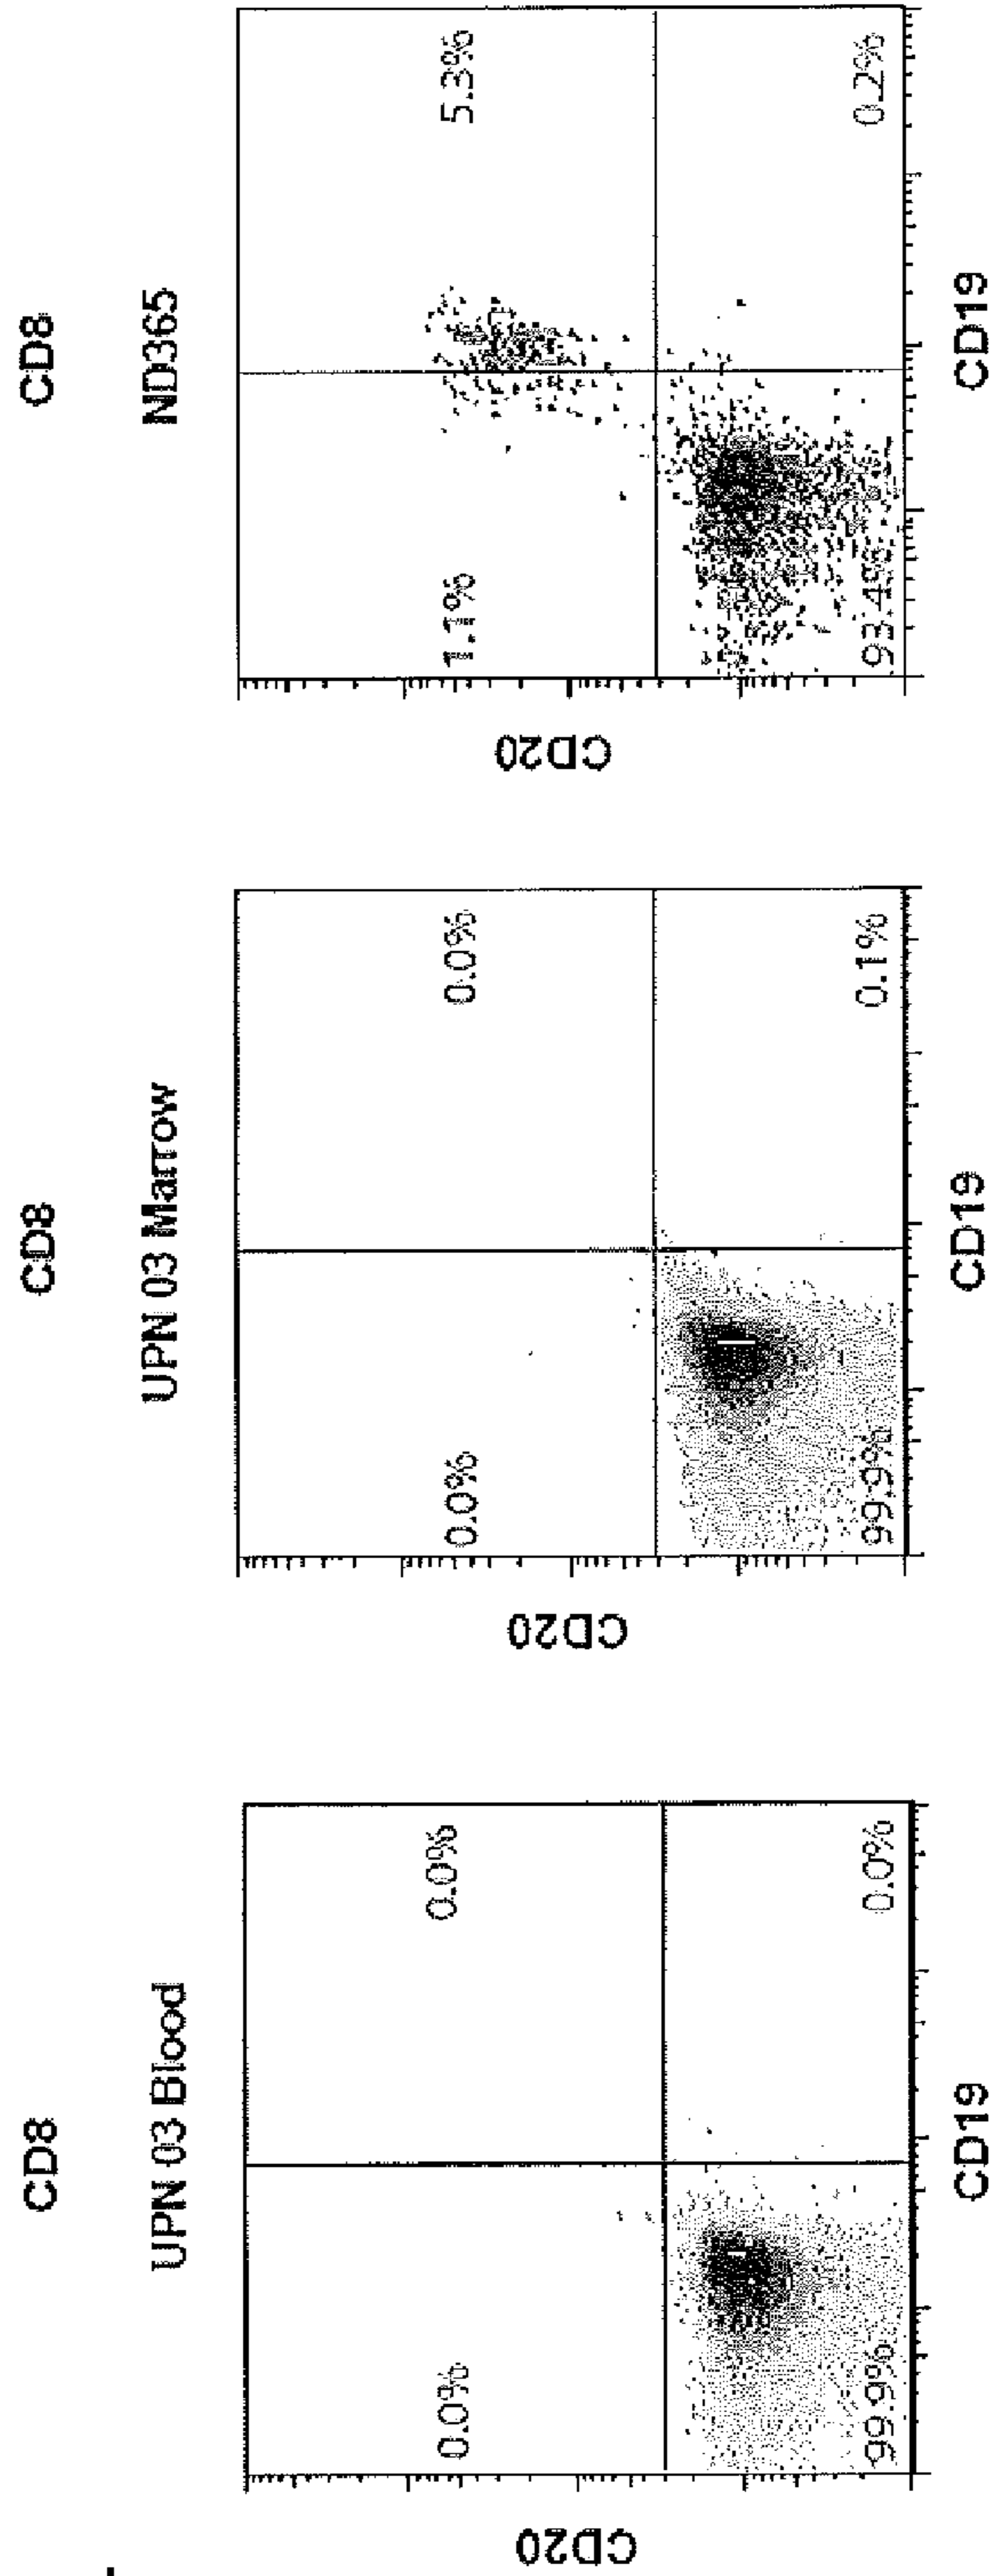 CD8
CD8
CD8
UPN 03 Blood
UPN 03 Marrow
ND365
0.0%
0.0%
0.0%
0.0%
1.1%
5.3%
CD20
CD20
CD20
99.9%
0.0%
99.9%
0.1%
93.4%
0.2%
CD19
CD19
CD19